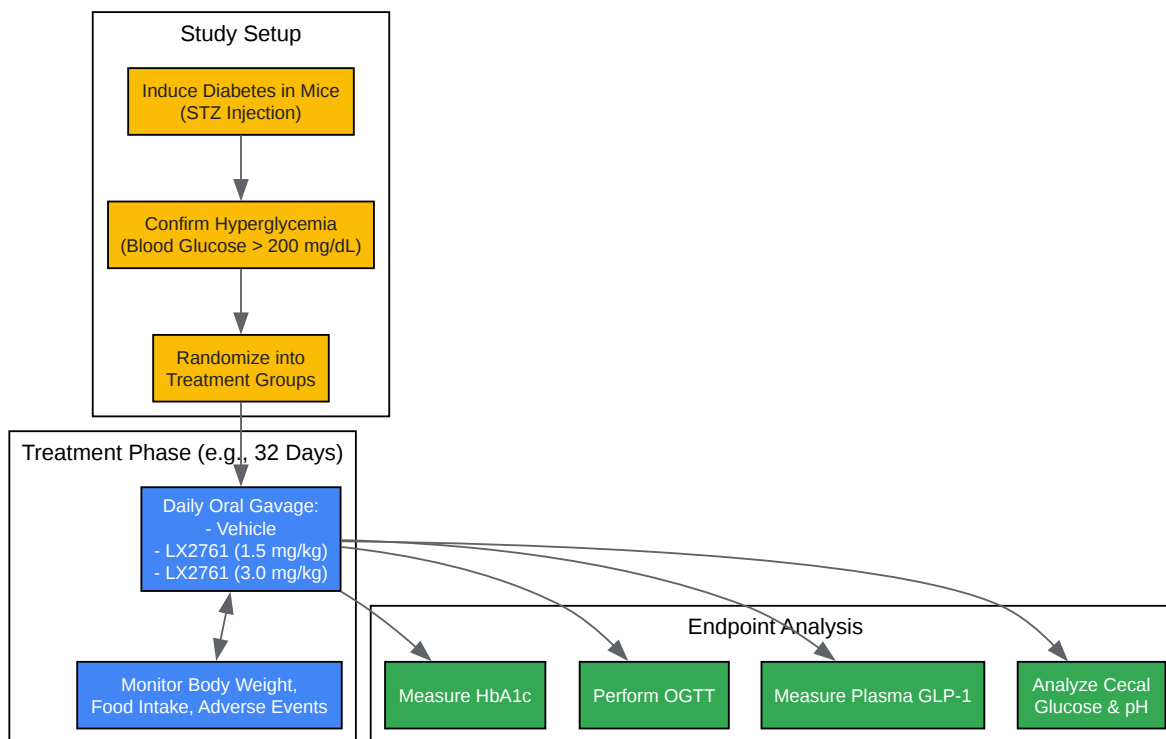 Study Setup
Induce Diabetes in Mice
(STZ Injection)
Confirm Hyperglycemia
(Blood Glucose > 200 mg/dL)
Randomize into
Treatment Groups
Treatment Phase (e.g., 32 Days)
Daily Oral Gavage:
- Vehicle
- LX2761 (1.5 mg/kg)
- LX2761 (3.0 mg/kg)
Monitor Body Weight,
Food Intake, Adverse Events
Endpoint Analysis
Measure HbA1c
Perform OGTT
Measure Plasma GLP-1
Analyze Cecal
Glucose & pH